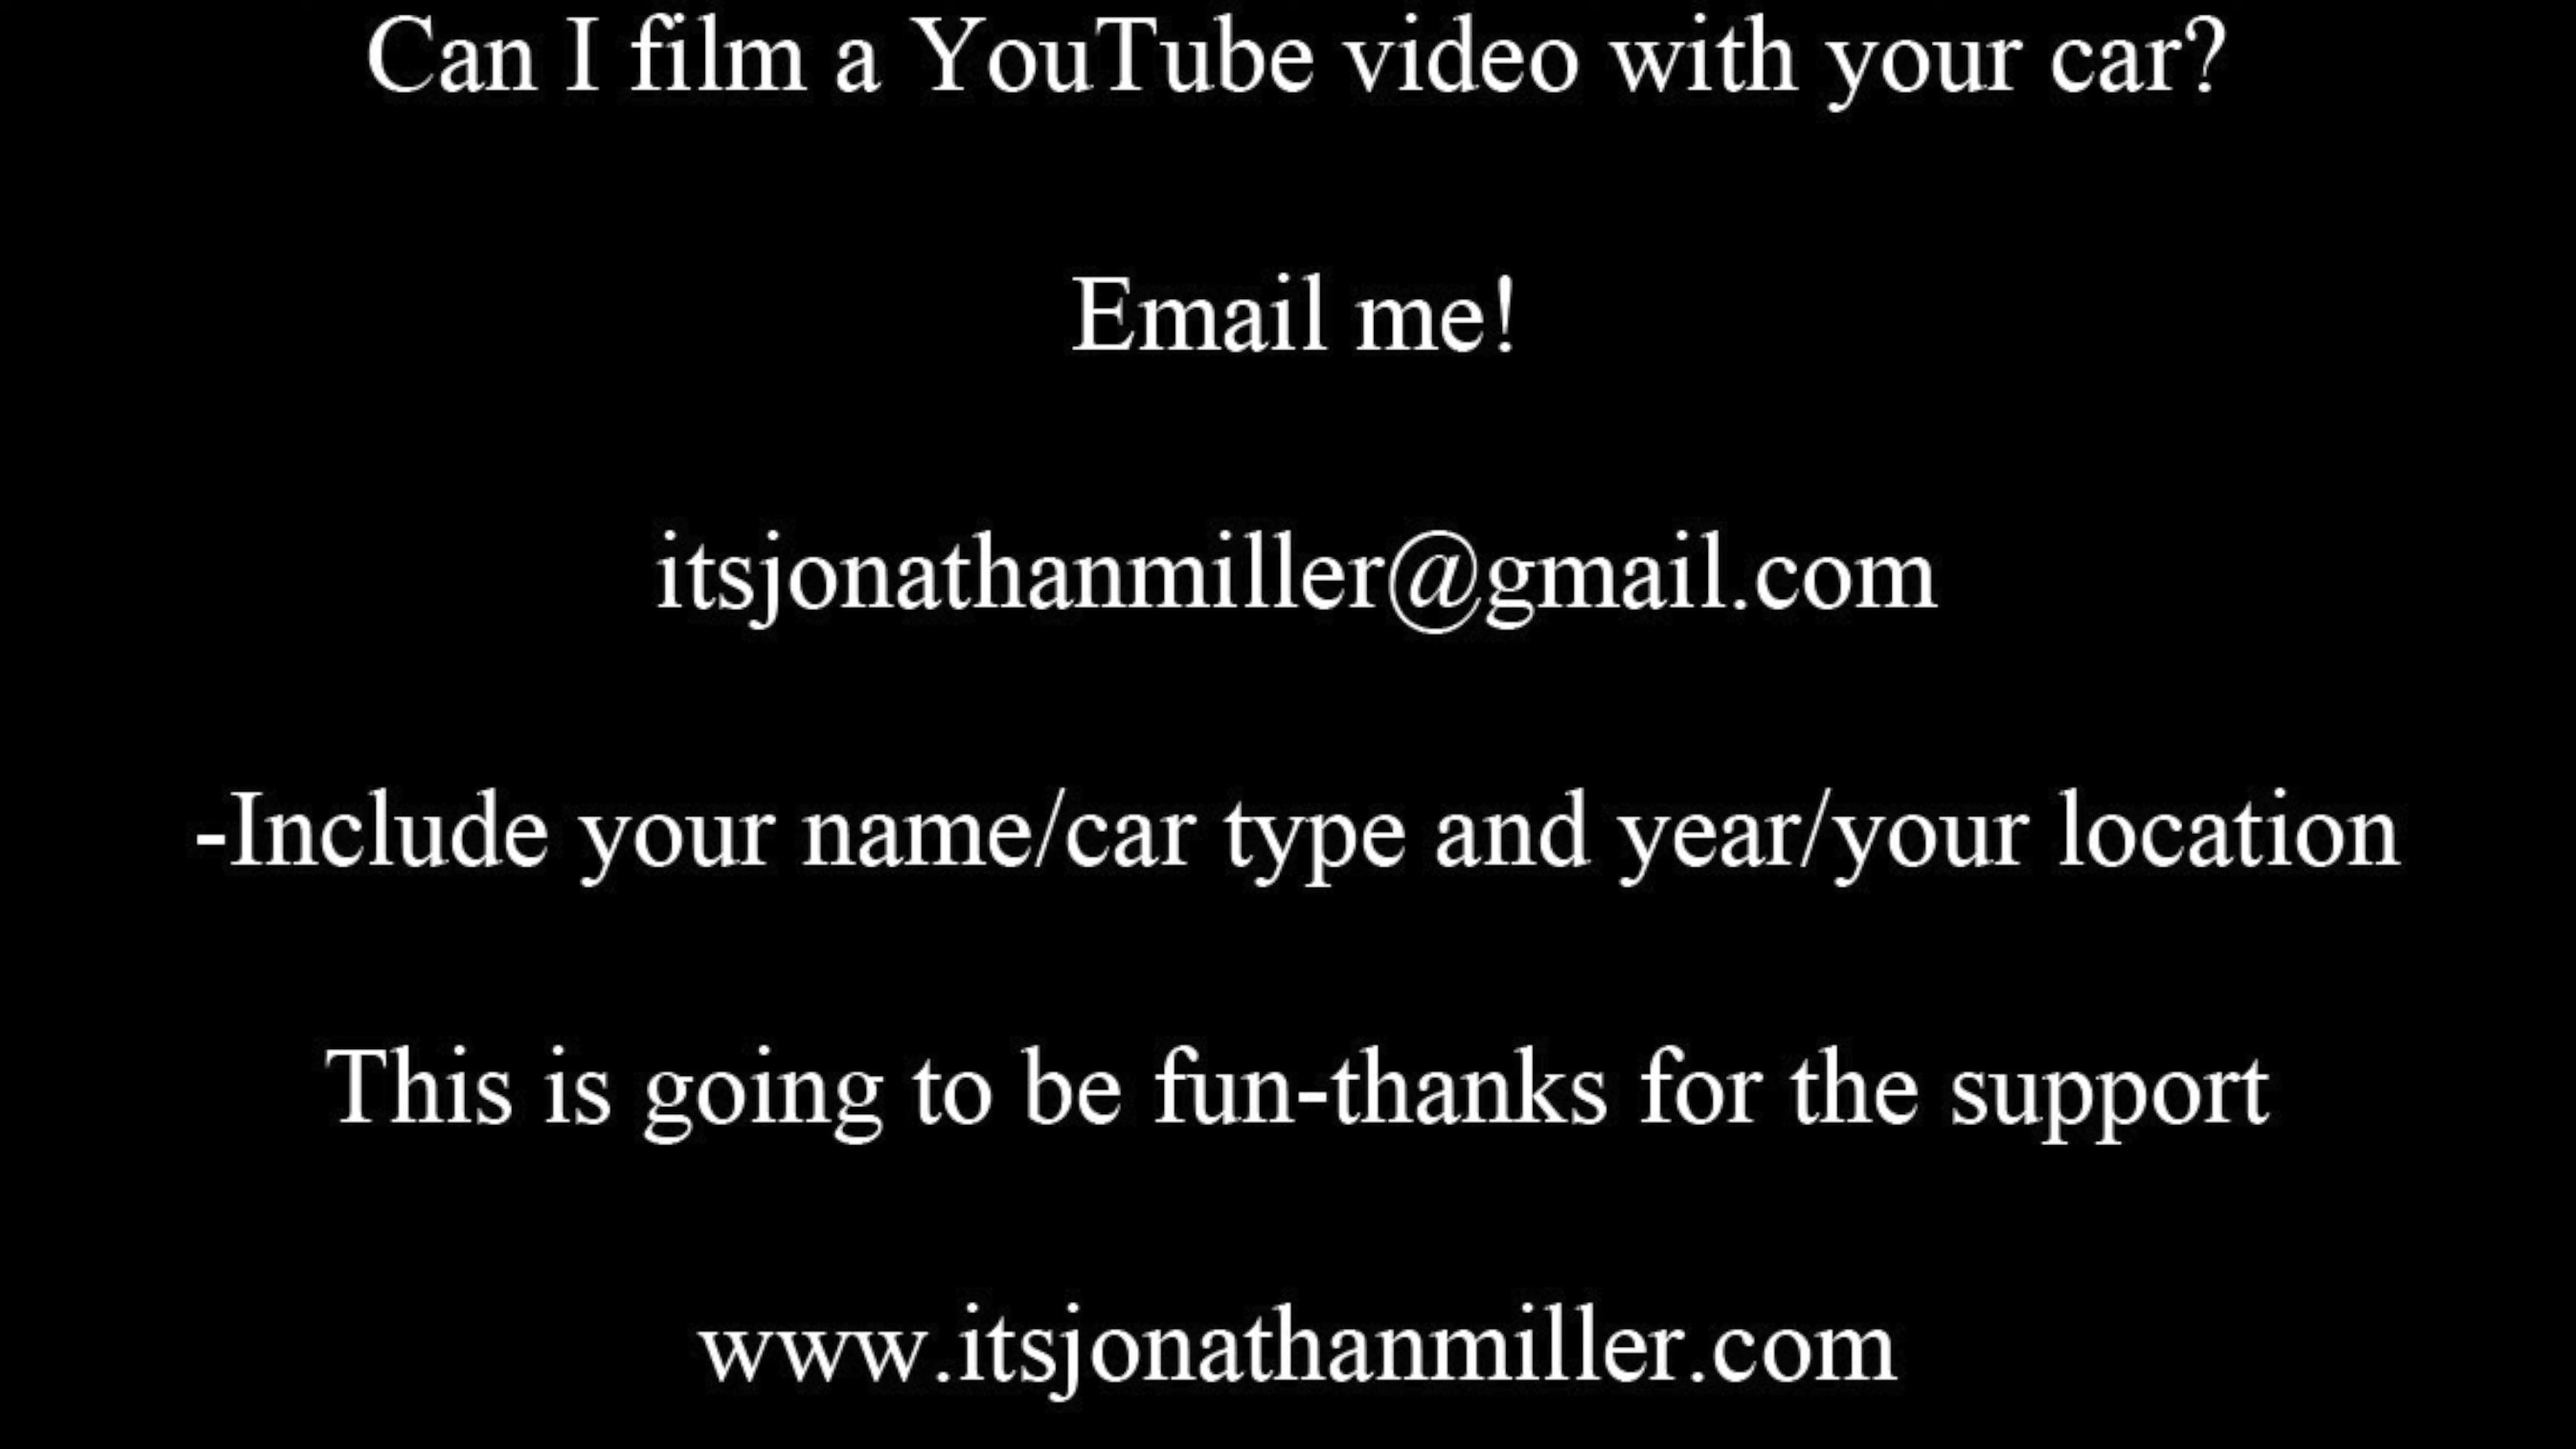 Can I film a YouTube video with your car?
Email me!
itsjonathanmiller@gmail.com
-Include your name/car type and year/your location
This is going to be fun-thanks for the support
www.itsjonathanmiller.com